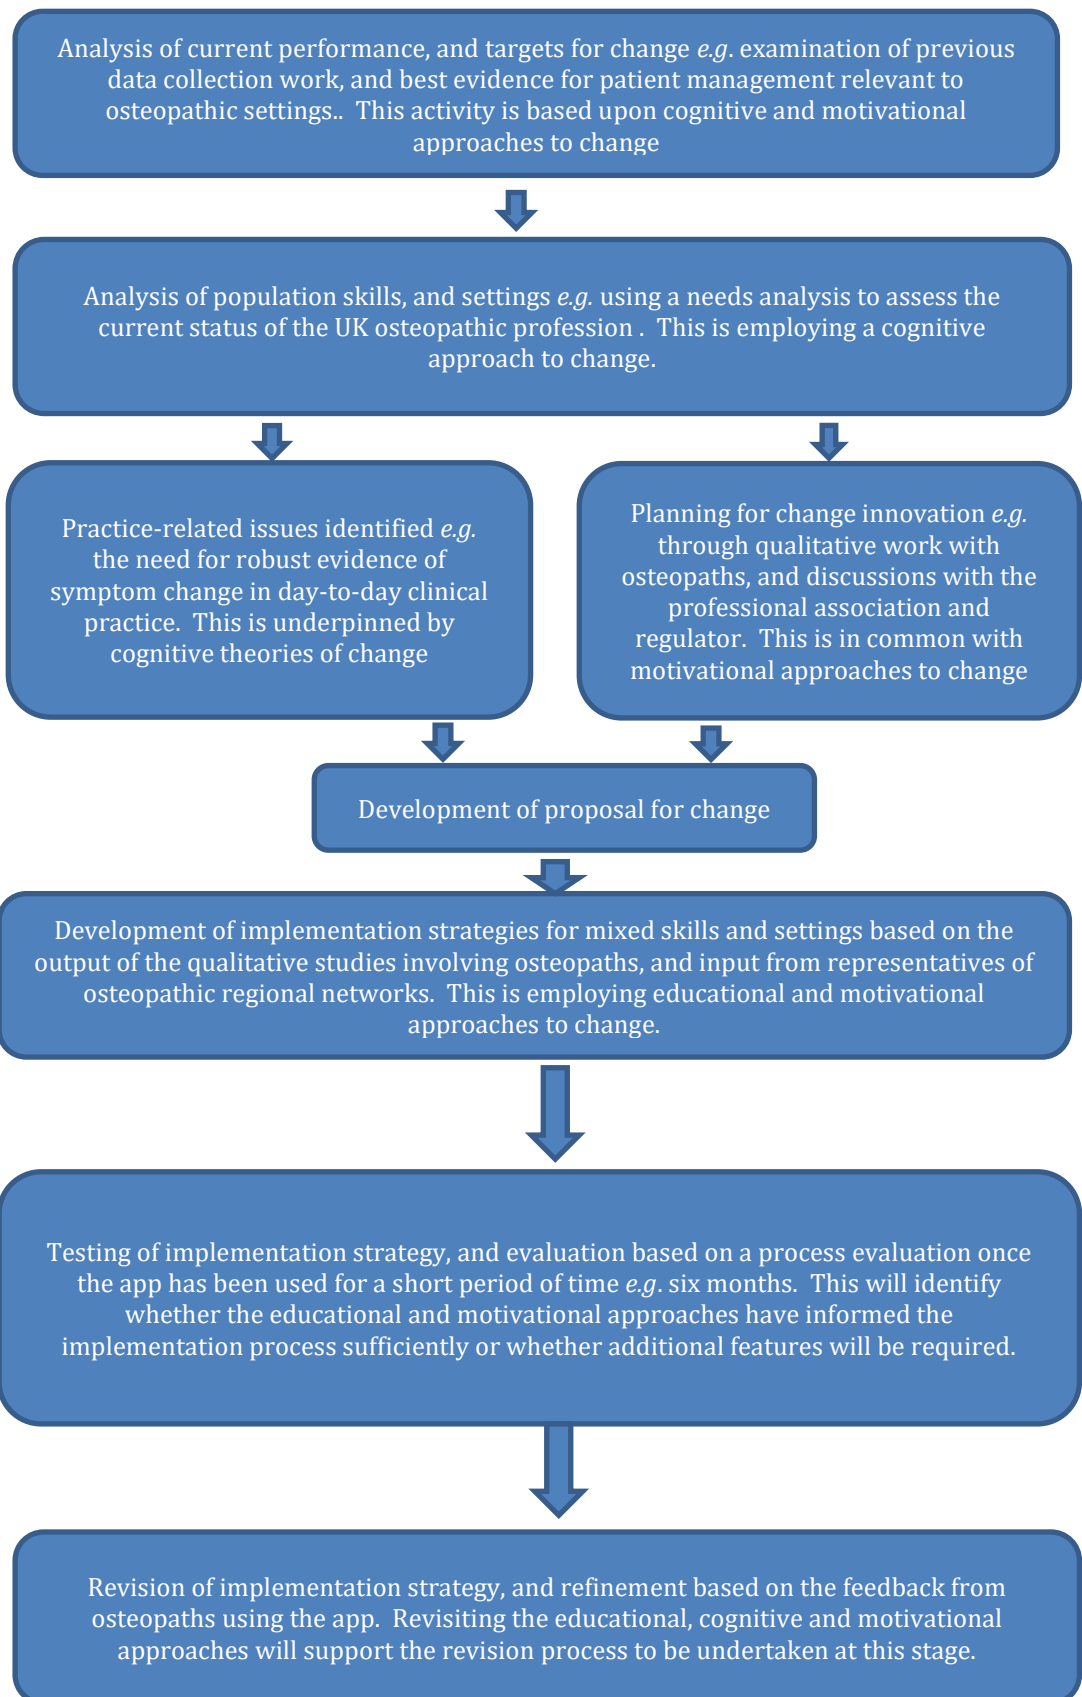 Analysis of current performance, and targets for change e.g. examination of previous
data collection work, and best evidence for patient management relevant to
osteopathic settings..  This activity is based upon cognitive and motivational
approaches to change
Analysis of population skills, and settings e.g. using a needs analysis to assess the
current status of the UK osteopathic profession .  This is employing a cognitive
approach to change.
Practice-related issues identified e.g.
the need for robust evidence of
symptom change in day-to-day clinical
practice.  This is underpinned by
cognitive theories of change
Planning for change innovation e.g.
through qualitative work with
osteopaths, and discussions with the
professional association and
regulator.  This is in common with
motivational approaches to change
Development of proposal for change
Development of implementation strategies for mixed skills and settings based on the
output of the qualitative studies involving osteopaths, and input from representatives of
osteopathic regional networks.  This is employing educational and motivational
approaches to change.
Testing of implementation strategy, and evaluation based on a process evaluation once
the app has been used for a short period of time e.g. six months.  This will identify
whether the educational and motivational approaches have informed the
implementation process sufficiently or whether additional features will be required.
Revision of implementation strategy, and refinement based on the feedback from
osteopaths using the app.  Revisiting the educational, cognitive and motivational
approaches will support the revision process to be undertaken at this stage.